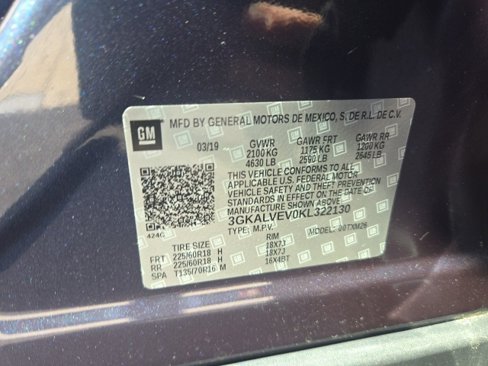 GM
MFD BY GENERAL MOTORS DE MEXICO, S. DE R.L. DE C.V.
03/19 GVWR GAWR FRT GAWR RR
2100 KG 1175 KG 1200 KG
4630 LB 2590 LB 2645 LB
THIS VEHICLE CONFORMS TO ALL
APPLICABLE U.S. FEDERAL MOTOR
VEHICLE SAFETY AND THEFT PREVENTION
STANDARDS IN EFFECT ON THE DATE OF
MANUFACTURE SHOWN ABOVE.
3GKALVEV0KL322130
TYPE: M.P.V. MODEL:
TIRE SIZE RIM
FRT 225/60R18 H 18X7J
RR 225/60R18 H 18X7J
SPA T135/70R16 M 16X4BT